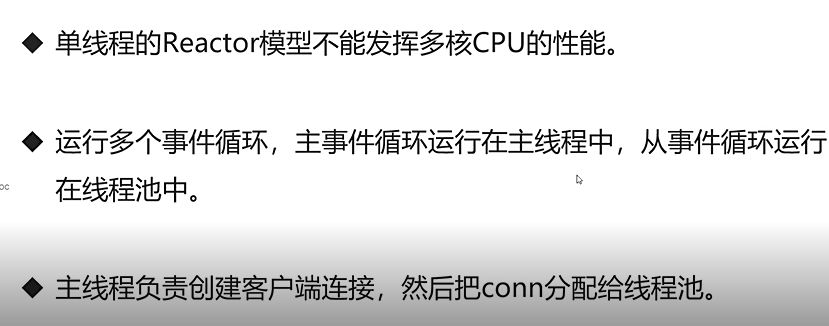 ◆ 单线程的Reactor模型不能发挥多核CPU的性能。
◆ 运行多个事件循环，主事件循环运行在主线程中，从事件循环运行
oc
在线程池中。
◆ 主线程负责创建客户端连接，然后把conn分配给线程池。